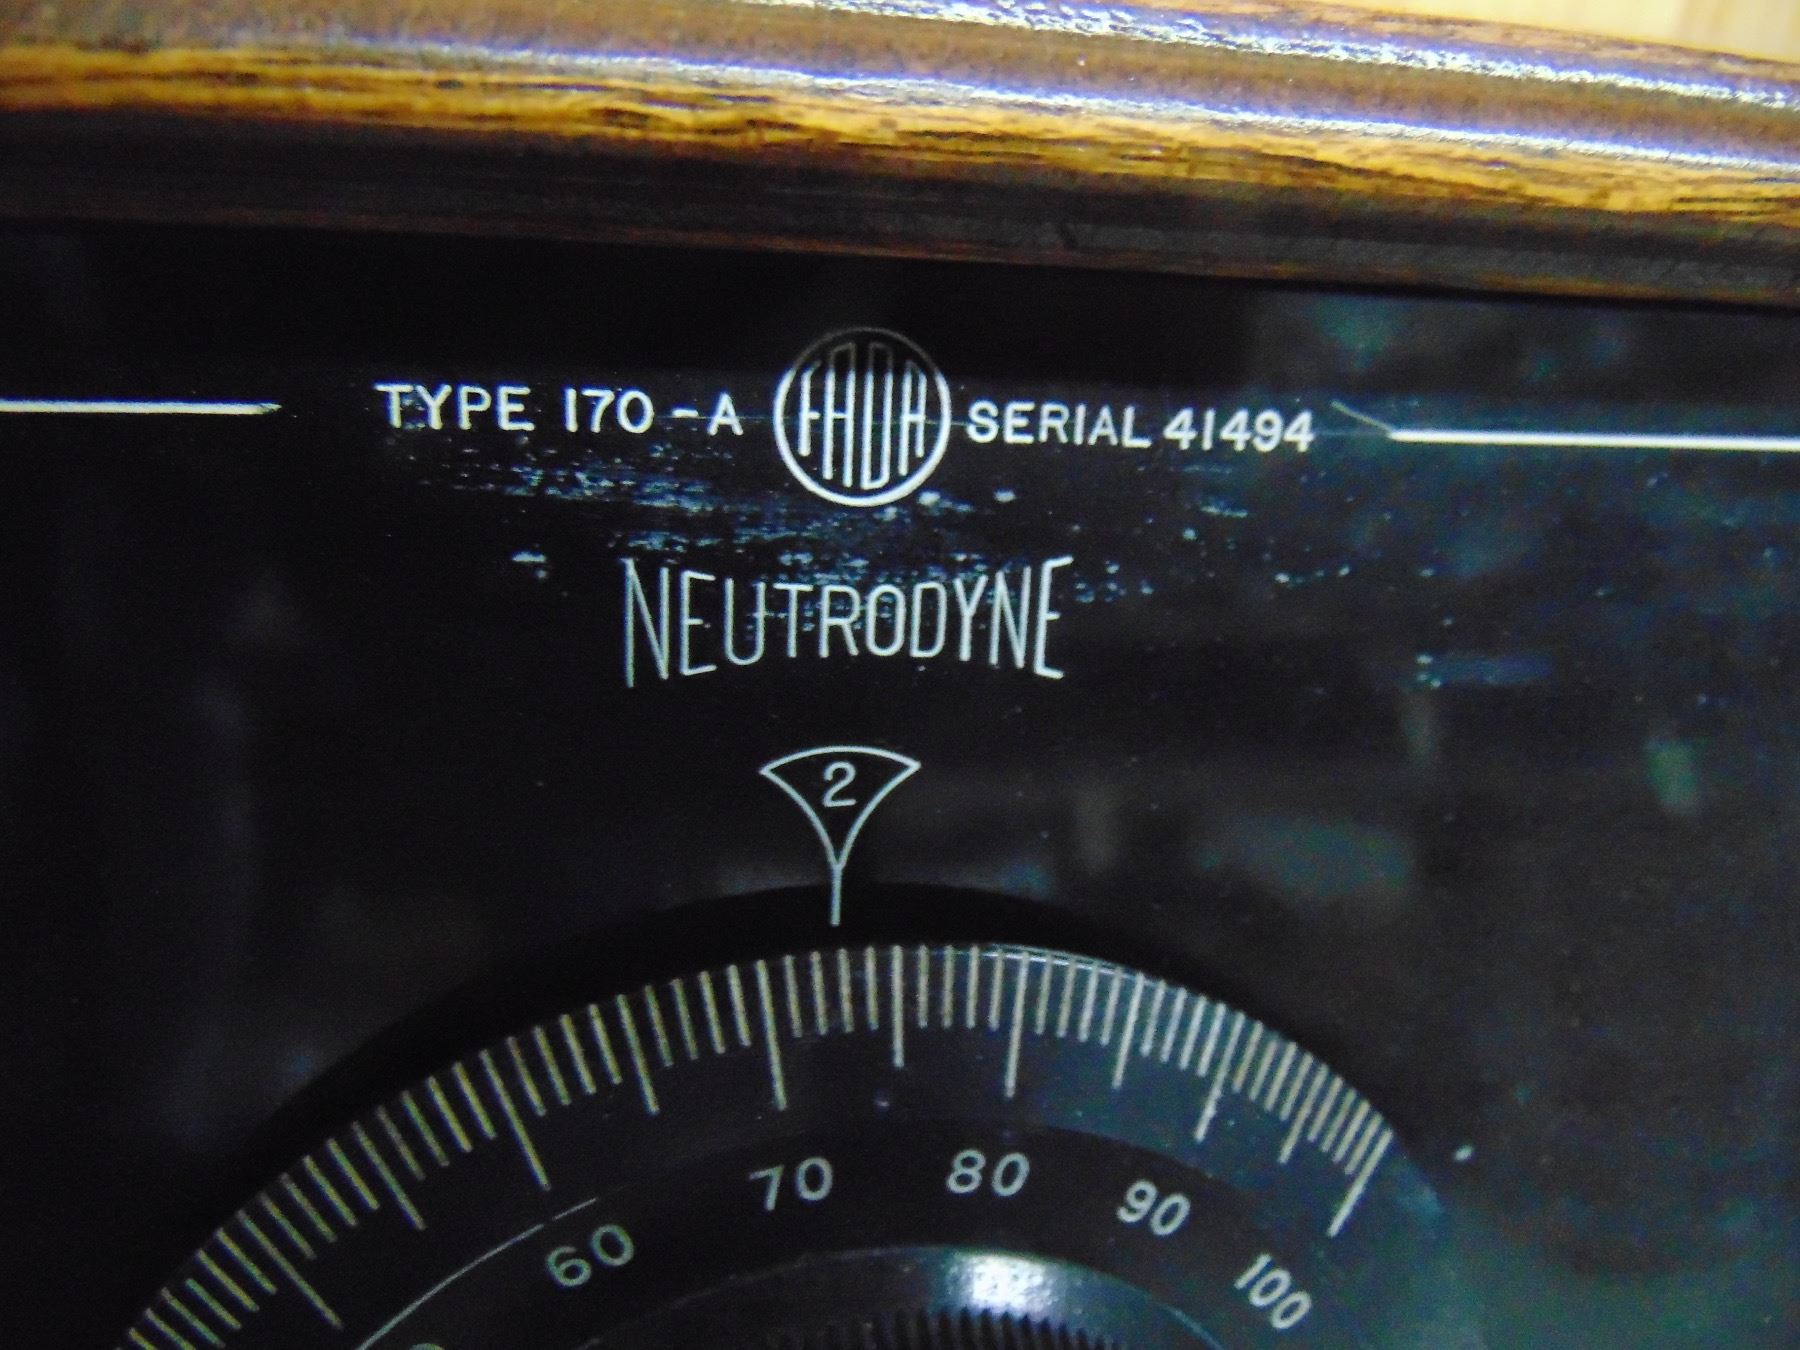 TYPE 170-A FADA SERIAL 41494
NEUTRODYNE
2
60 70 80 90 100